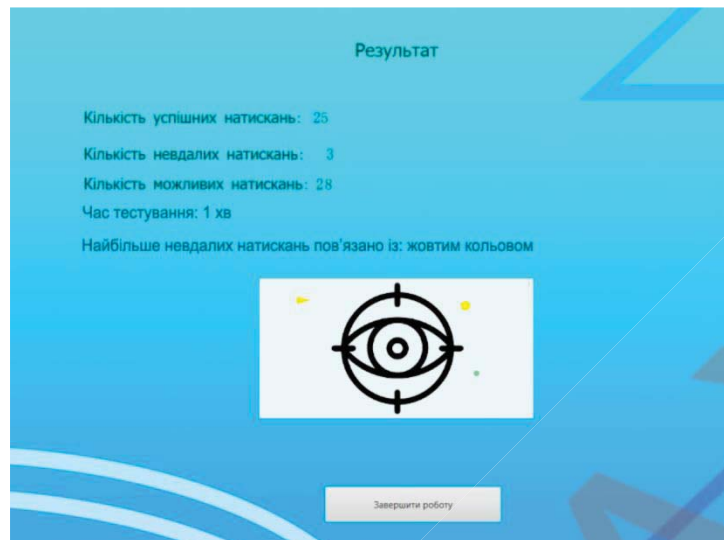 Результат
Кількість успішних натискань: 25
Кількість невдалих натискань: 3
Кількість можливих натискань: 28
Час тестування: 1 хв
Найбільше невдалих натискань пов'язано із: жовтим кольовом
Завершити роботу